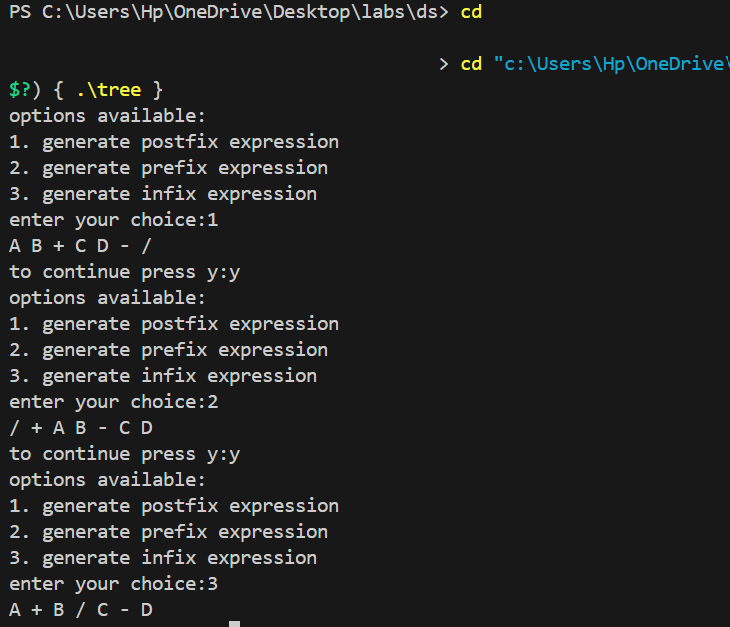 PS C:\Users\Hp\OneDrive\Desktop\labs\ds> cd
> cd "c:\Users\Hp\OneDrive\
$?) { .\tree }
options available:
1. generate postfix expression
2. generate prefix expression
3. generate infix expression
enter your choice:1
A B + C D - /
to continue press y:y
options available:
1. generate postfix expression
2. generate prefix expression
3. generate infix expression
enter your choice:2
/ + A B - C D
to continue press y:y
options available:
1. generate postfix expression
2. generate prefix expression
3. generate infix expression
enter your choice:3
A + B / C - D